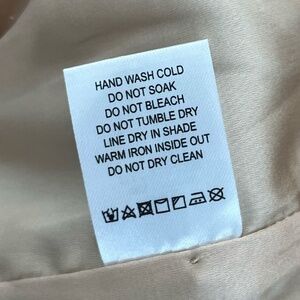 HAND WASH COLD
DO NOT SOAK
DO NOT BLEACH
DO NOT TUMBLE DRY
LINE DRY IN SHADE
WARM IRON INSIDE OUT
DO NOT DRY CLEAN